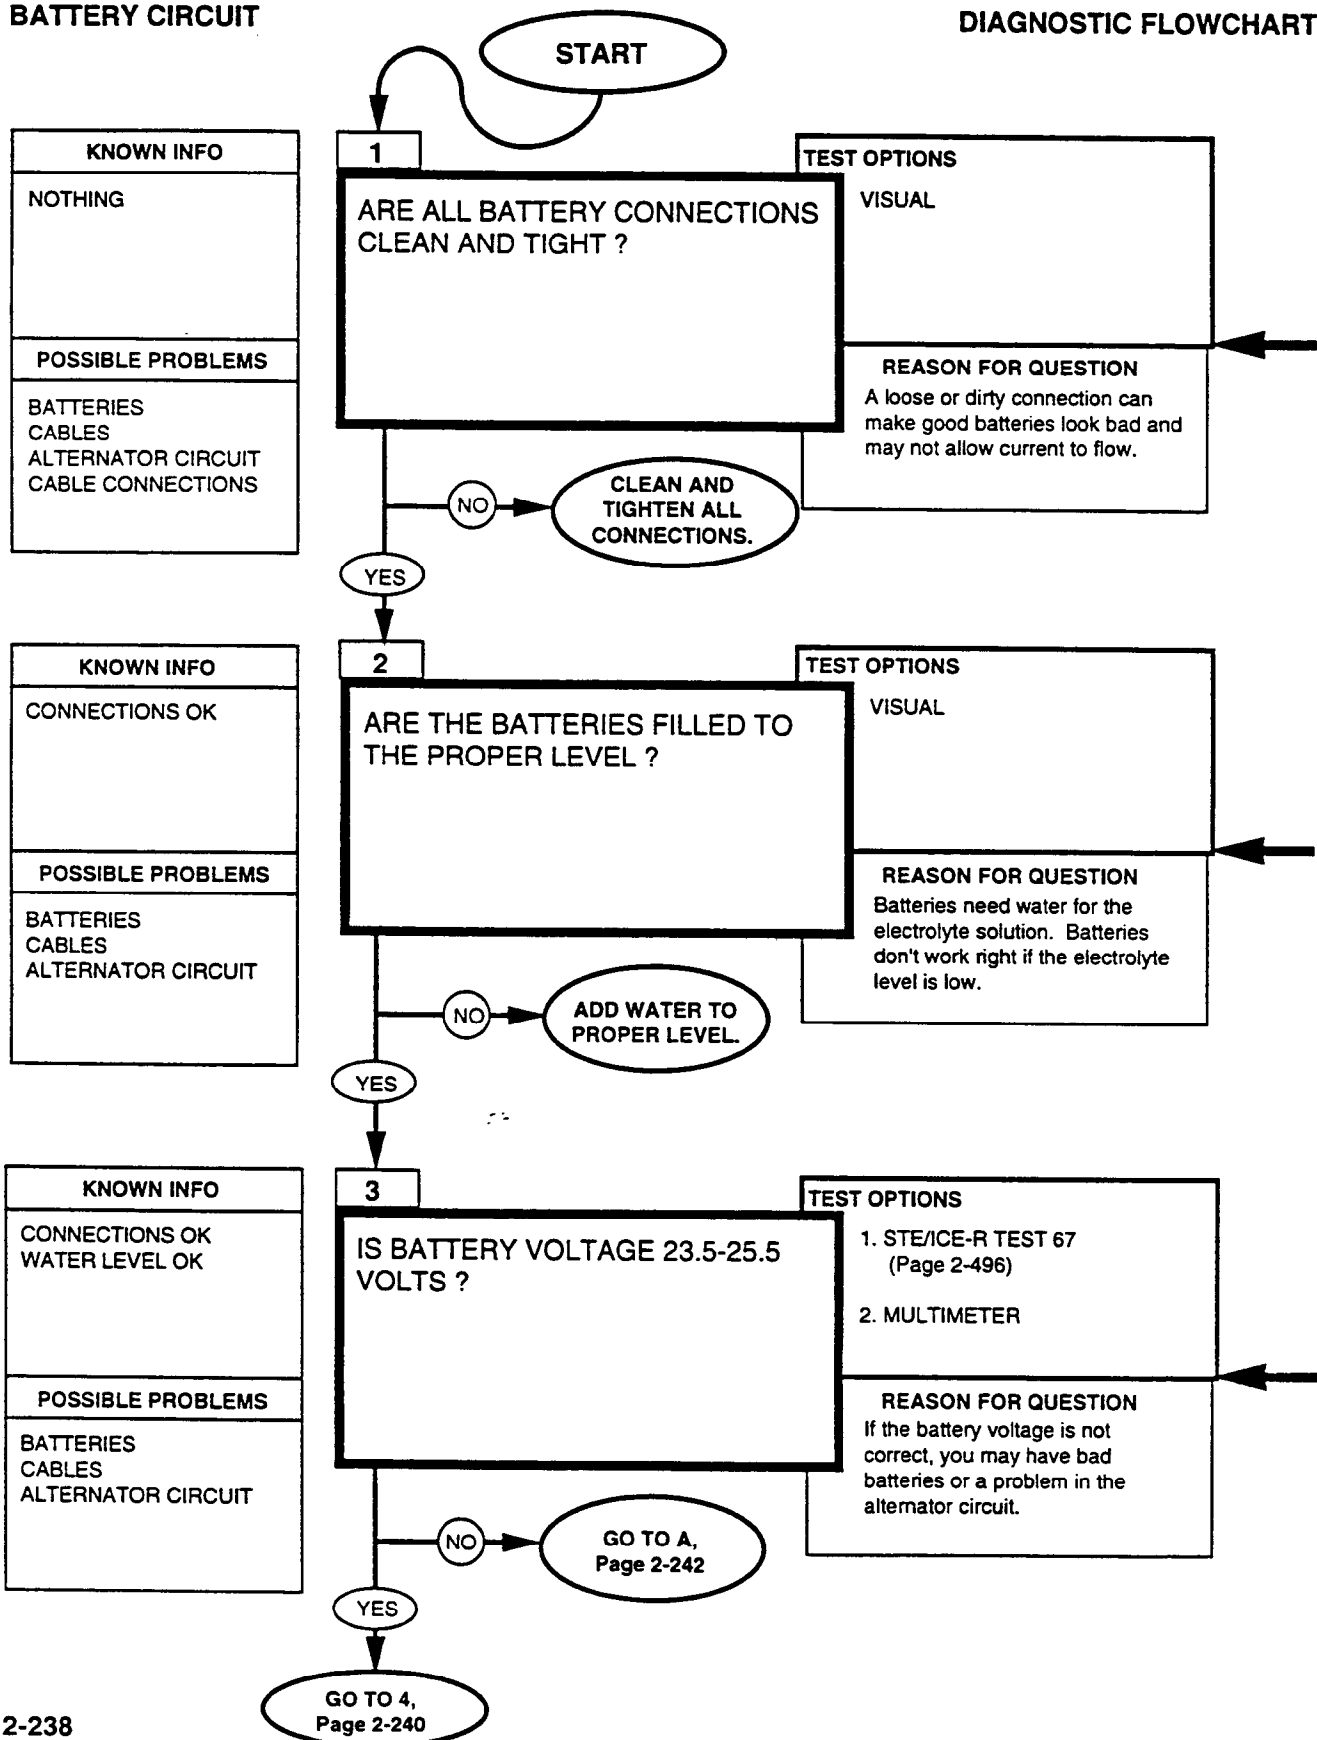 BATTERY CIRCUIT
DIAGNOSTIC FLOWCHART
START
KNOWN INFO
NOTHING
POSSIBLE PROBLEMS
BATTERIES
CABLES
ALTERNATOR CIRCUIT
CABLE CONNECTIONS
1
ARE ALL BATTERY CONNECTIONS
CLEAN AND TIGHT ?
TEST OPTIONS
VISUAL
REASON FOR QUESTION
A loose or dirty connection can
make good batteries look bad and
may not allow current to flow.
NO
CLEAN AND
TIGHTEN ALL
CONNECTIONS.
YES
KNOWN INFO
CONNECTIONS OK
POSSIBLE PROBLEMS
BATTERIES
CABLES
ALTERNATOR CIRCUIT
2
ARE THE BATTERIES FILLED TO
THE PROPER LEVEL ?
TEST OPTIONS
VISUAL
REASON FOR QUESTION
Batteries need water for the
electrolyte solution. Batteries
don't work right if the electrolyte
level is low.
NO
ADD WATER TO
PROPER LEVEL.
YES
KNOWN INFO
CONNECTIONS OK
WATER LEVEL OK
POSSIBLE PROBLEMS
BATTERIES
CABLES
ALTERNATOR CIRCUIT
3
IS BATTERY VOLTAGE 23.5-25.5
VOLTS ?
TEST OPTIONS
1. STE/ICE-R TEST 67
(Page 2-496)
2. MULTIMETER
REASON FOR QUESTION
If the battery voltage is not
correct, you may have bad
batteries or a problem in the
alternator circuit.
NO
GO TO A,
Page 2-242
YES
GO TO 4,
Page 2-240
2-238